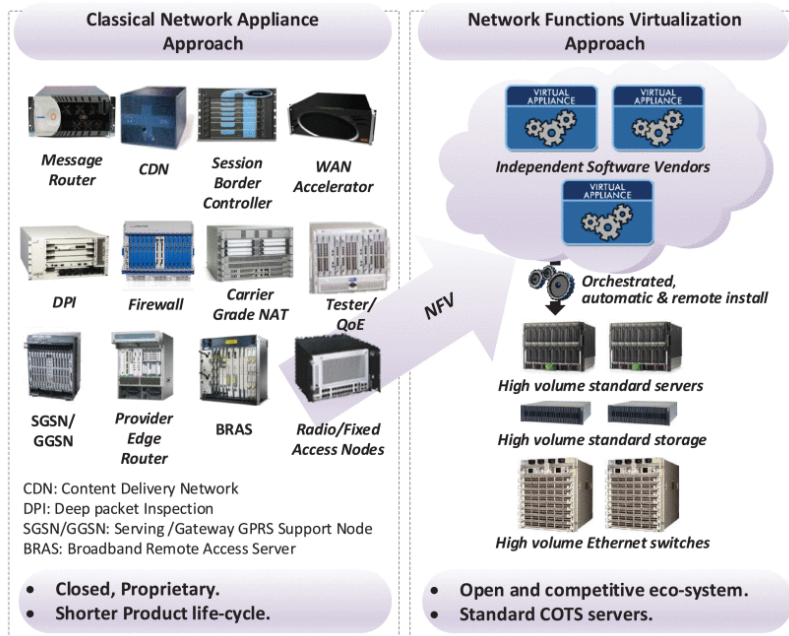 Classical Network Appliance
Approach
Message
Router
CDN
Session
Border
Controller
WAN
Accelerator
DPI
Firewall
Carrier
Grade NAT
Tester/
QoE
SGSN/
GGSN
Provider
Edge
Router
BRAS
Radio/Fixed
Access Nodes
CDN: Content Delivery Network
DPI: Deep packet Inspection
SGSN/GGSN: Serving /Gateway GPRS Support Node
BRAS: Broadband Remote Access Server
• Closed, Proprietary.
• Shorter Product life-cycle.
NFV
Network Functions Virtualization
Approach
VIRTUAL
APPLIANCE
VIRTUAL
APPLIANCE
Independent Software Vendors
VIRTUAL
APPLIANCE
Orchestrated,
automatic & remote install
High volume standard servers
High volume standard storage
High volume Ethernet switches
• Open and competitive eco-system.
• Standard COTS servers.